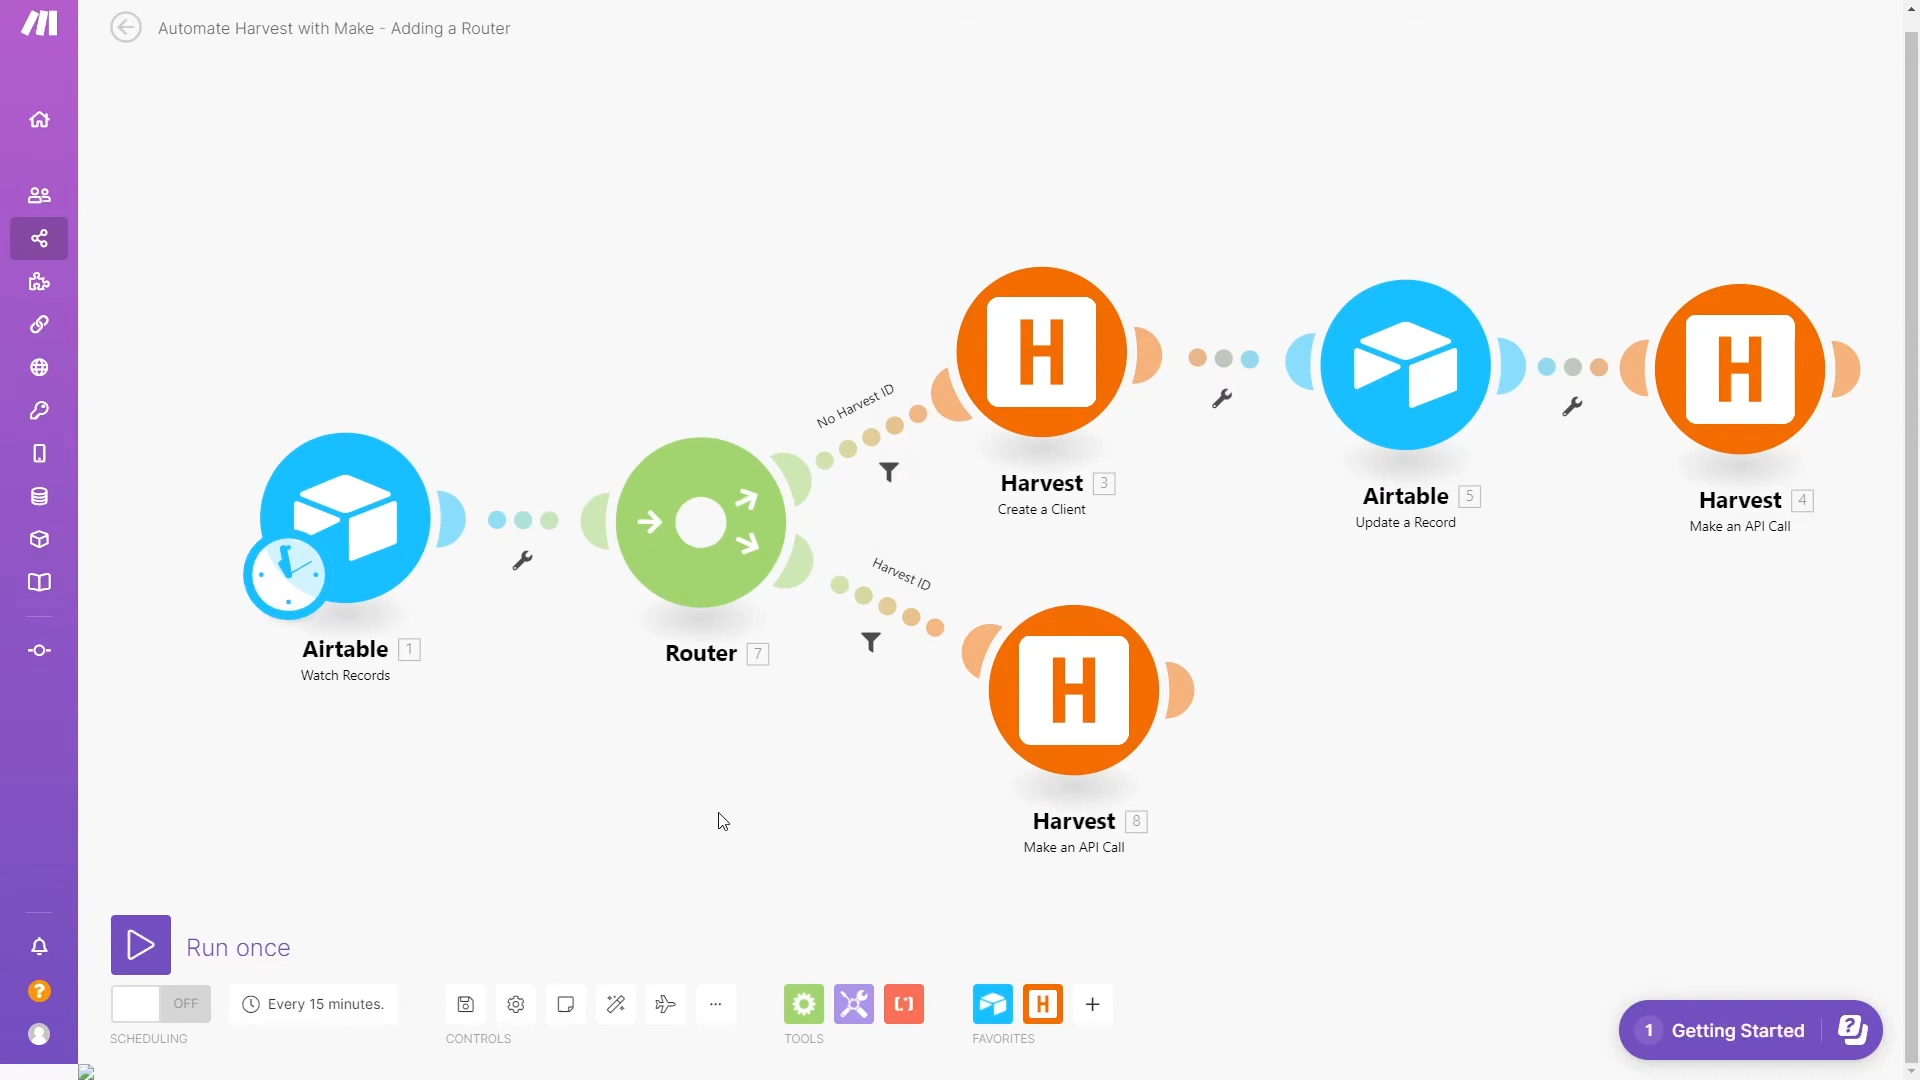 Automate Harvest with Make - Adding a Router
No Harvest ID
Harvest ID
H
H
H
Harvest 3
Create a Client
Airtable 5
Update a Record
Harvest 4
Make an API Call
Airtable 1
Watch Records
Router 7
Harvest 8
Make an API Call
Run once
OFF
Every 15 minutes.
SCHEDULING
CONTROLS
TOOLS
H
FAVORITES
1 Getting Started